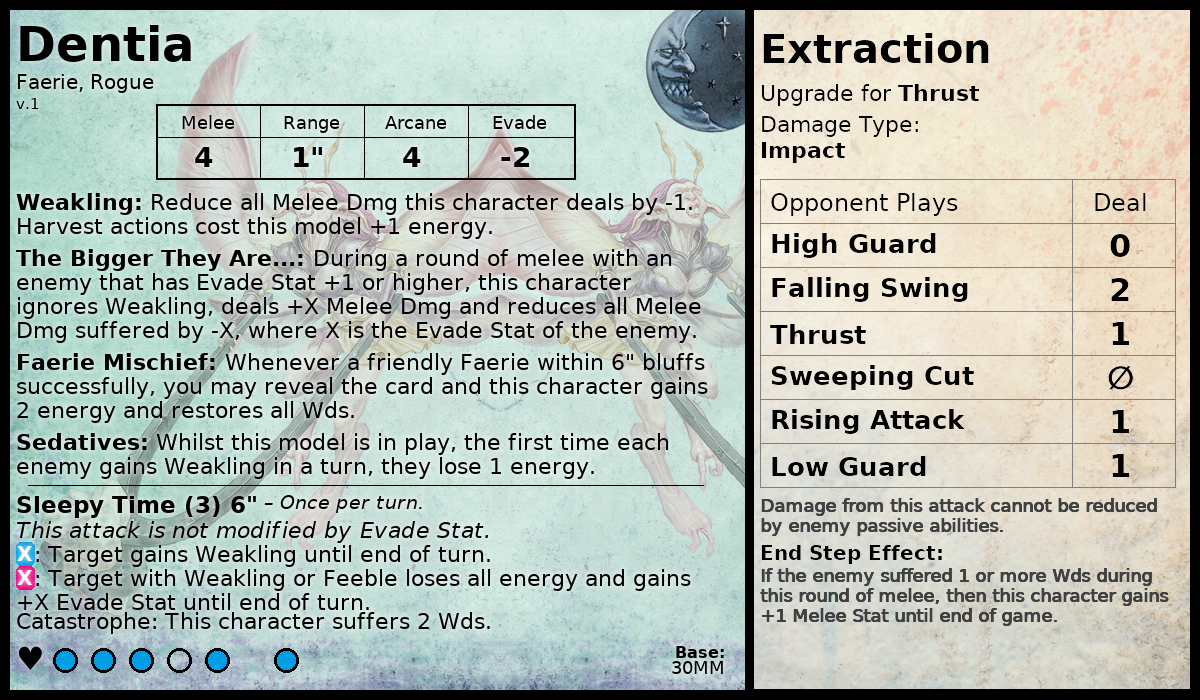 Dentia
Faerie, Rogue
v.1
Melee Range Arcane Evade
4 1" 4 -2
Weakling: Reduce all Melee Dmg this character deals by -1.
Harvest actions cost this model +1 energy.
The Bigger They Are...: During a round of melee with an
enemy that has Evade Stat +1 or higher, this character
ignores Weakling, deals +X Melee Dmg and reduces all Melee
Dmg suffered by -X, where X is the Evade Stat of the enemy.
Faerie Mischief: Whenever a friendly Faerie within 6" bluffs
successfully, you may reveal the card and this character gains
2 energy and restores all Wds.
Sedatives: Whilst this model is in play, the first time each
enemy gains Weakling in a turn, they lose 1 energy.
Sleepy Time (3) 6" – Once per turn.
This attack is not modified by Evade Stat.
X: Target gains Weakling until end of turn.
X: Target with Weakling or Feeble loses all energy and gains
+X Evade Stat until end of turn.
Catastrophe: This character suffers 2 Wds.
Base:
30MM
Extraction
Upgrade for Thrust
Damage Type:
Impact
Opponent Plays Deal
High Guard 0
Falling Swing 2
Thrust 1
Sweeping Cut ∅
Rising Attack 1
Low Guard 1
Damage from this attack cannot be reduced
by enemy passive abilities.
End Step Effect:
If the enemy suffered 1 or more Wds during
this round of melee, then this character gains
+1 Melee Stat until end of game.